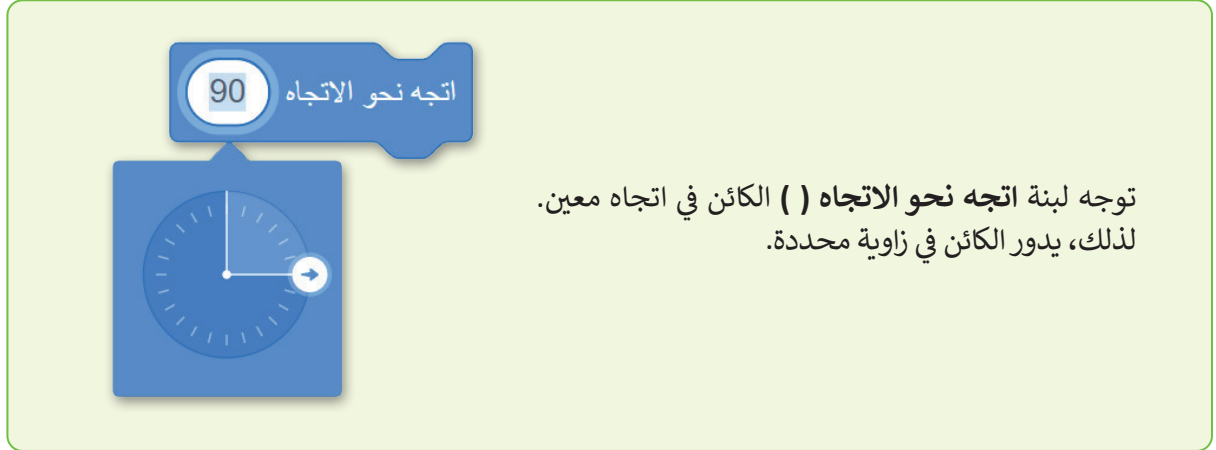 اتجه نحو الاتجاه 90
توجه لبنة اتجه نحو الاتجاه ( ) الكائن في اتجاه معين.
لذلك، يدور الكائن في زاوية محددة.